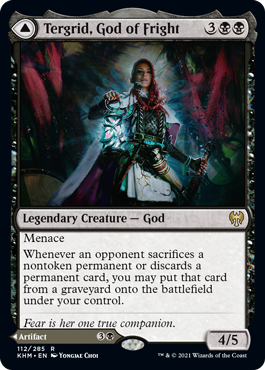 Tergrid, God of Fright 3
Legendary Creature — God
Menace
Whenever an opponent sacrifices a
nontoken permanent or discards a
permanent card, you may put that card
from a graveyard onto the battlefield
under your control.
Fear is her one true companion.
Artifact 3
4/5
112/285 R
KHM • EN YONGJAE CHOI
™ & © 2021 Wizards of the Coast